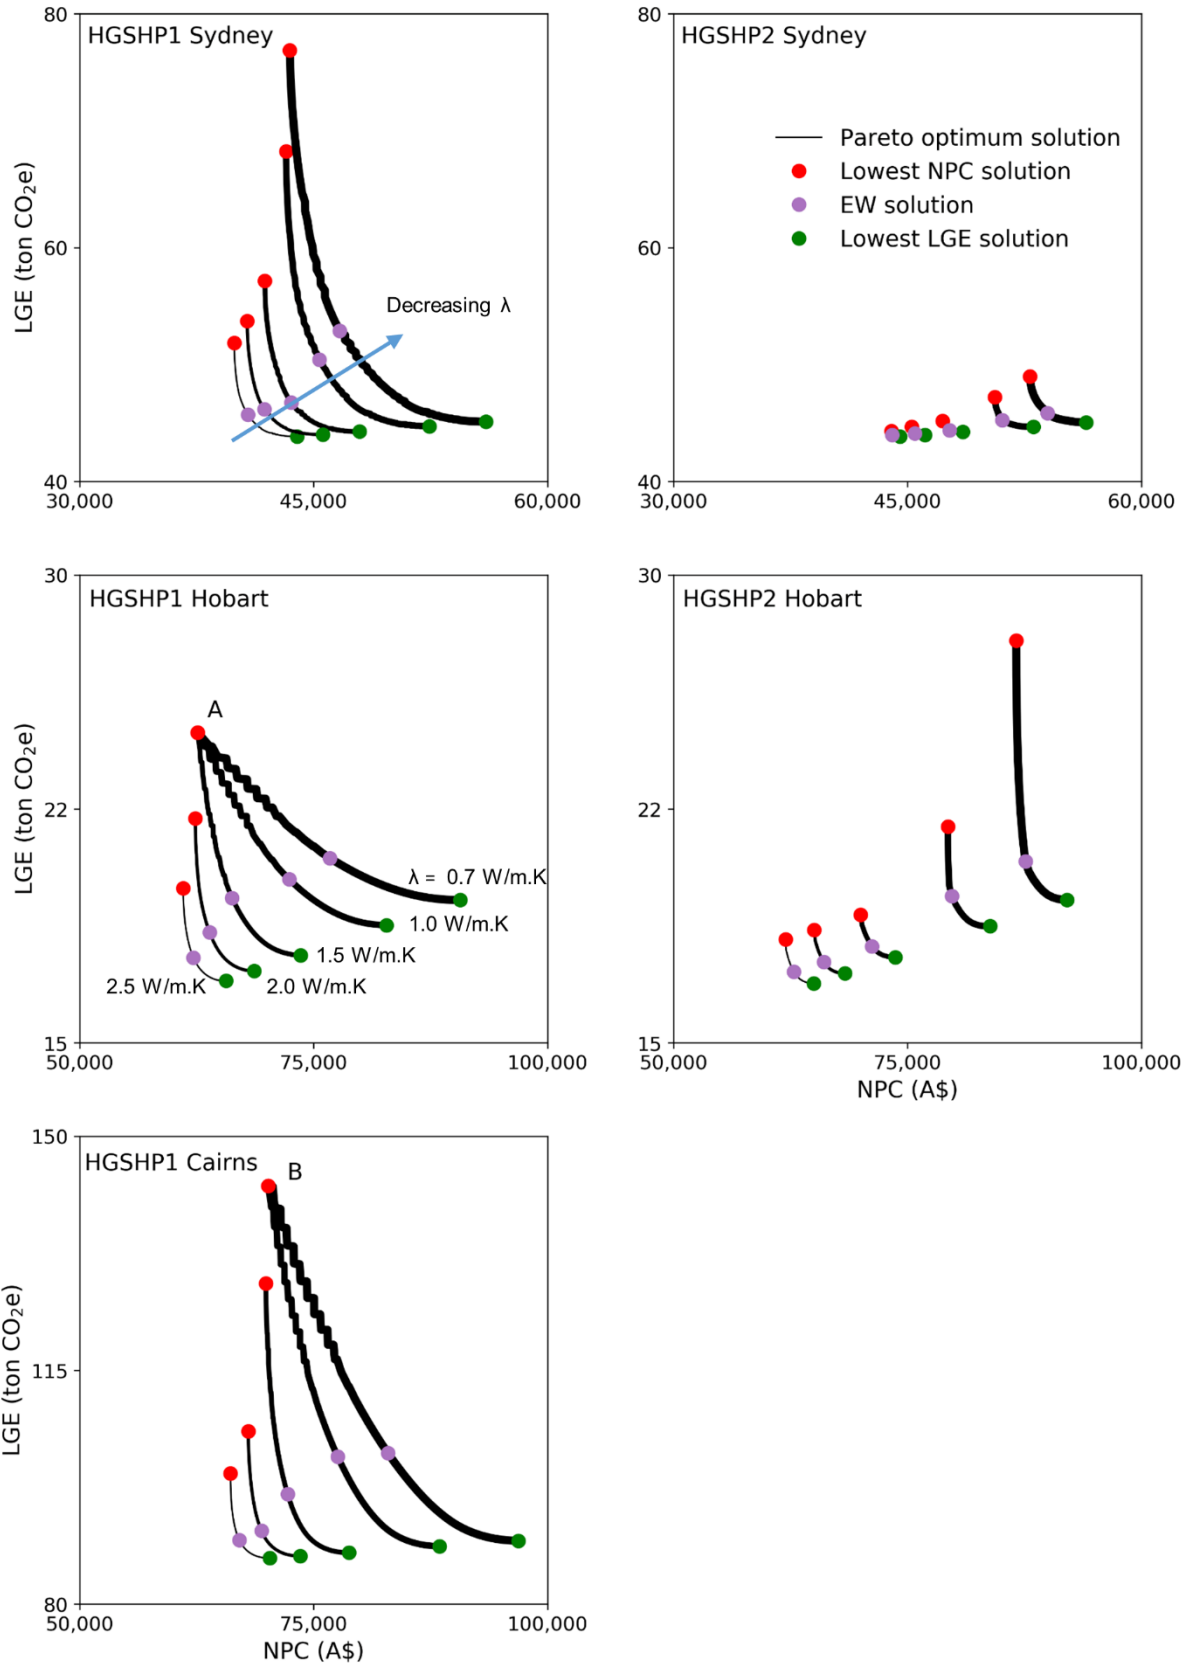 80
HGSHP1 Sydney
60
LGE (ton CO₂e)
Decreasing λ
40
30,000
45,000
60,000
80
HGSHP2 Sydney
Pareto optimum solution
Lowest NPC solution
EW solution
Lowest LGE solution
60
40
30,000
45,000
60,000
30
HGSHP1 Hobart
A
22
LGE (ton CO₂e)
λ = 0.7 W/m.K
1.0 W/m.K
1.5 W/m.K
2.5 W/m.K
2.0 W/m.K
15
50,000
75,000
100,000
30
HGSHP2 Hobart
22
15
50,000
75,000
100,000
NPC (A$)
150
HGSHP1 Cairns
B
115
LGE (ton CO₂e)
80
50,000
75,000
100,000
NPC (A$)